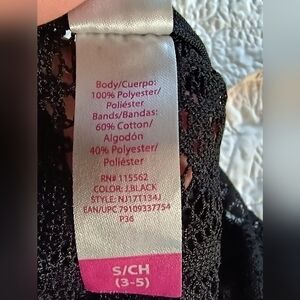 Body/Cuerpo:
100% Polyester/
Poliéster
Bands/Bandas:
60% Cotton/
Algodón
40% Polyester/
Poliéster
RN# 115562
COLOR: J.BLACK
STYLE: NJ17T134J
EAN/UPC 79109337754
P36
S/CH
(3-5)